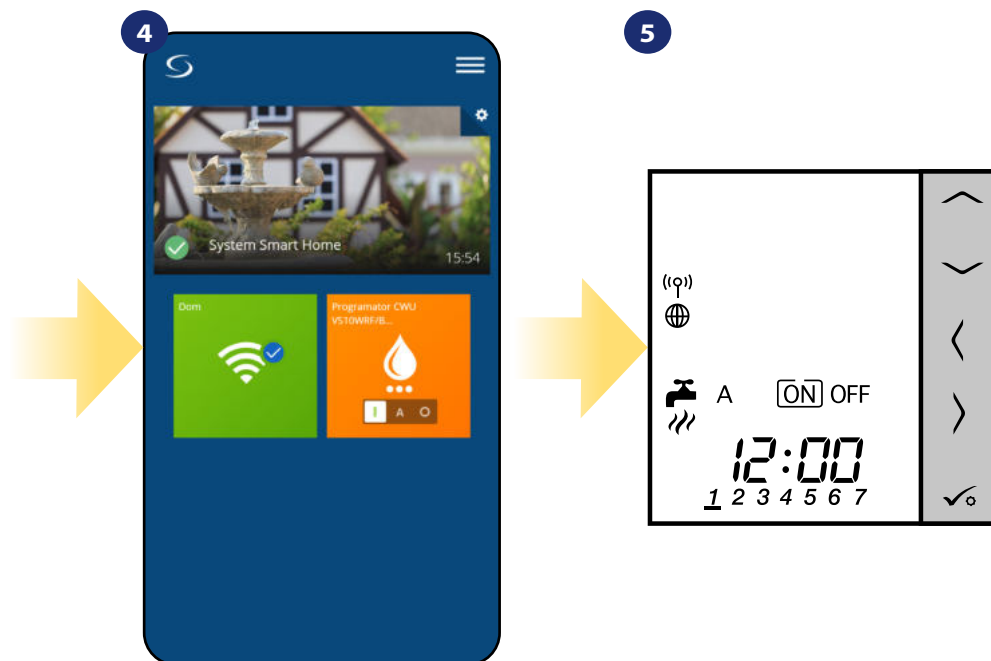 4
System Smart Home
15:54
Dom
Programator CWU
VS10WRF/B...
I A O
5
A ON OFF
12:00
1 2 3 4 5 6 7